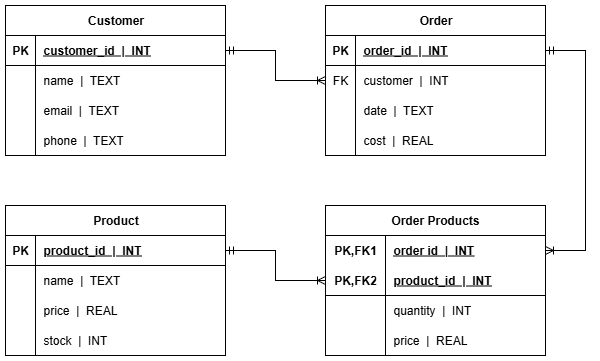 Customer
PK customer_id | INT
name | TEXT
email | TEXT
phone | TEXT
Order
PK order_id | INT
FK customer | INT
date | TEXT
cost | REAL
Product
PK product_id | INT
name | TEXT
price | REAL
stock | INT
Order Products
PK,FK1 order id | INT
PK,FK2 product_id | INT
quantity | INT
price | REAL